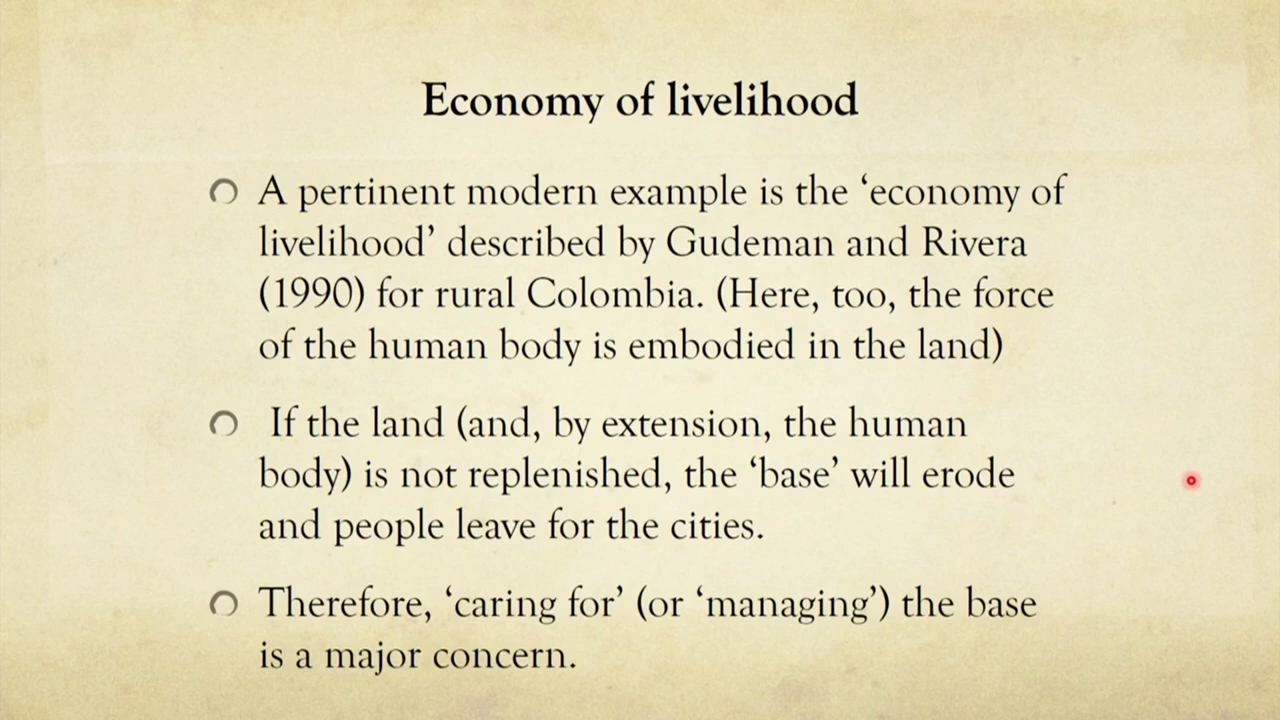 Economy of livelihood
A pertinent modern example is the ‘economy of
livelihood’ described by Gudeman and Rivera
(1990) for rural Colombia. (Here, too, the force
of the human body is embodied in the land)
If the land (and, by extension, the human
body) is not replenished, the ‘base’ will erode
and people leave for the cities.
Therefore, ‘caring for’ (or ‘managing’) the base
is a major concern.